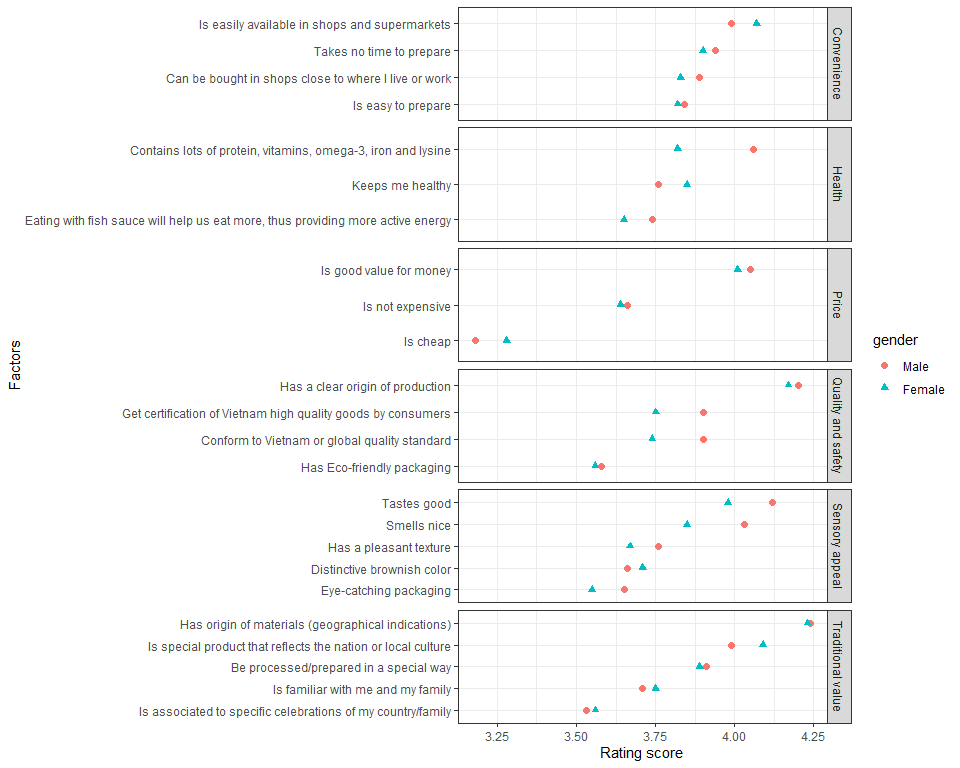 Is easily available in shops and supermarkets
Takes no time to prepare
Can be bought in shops close to where I live or work
Is easy to prepare
Convenience
Contains lots of protein, vitamins, omega-3, iron and lysine
Keeps me healthy
Eating with fish sauce will help us eat more, thus providing more active energy
Health
Is good value for money
Is not expensive
Is cheap
Price
Has a clear origin of production
Get certification of Vietnam high quality goods by consumers
Conform to Vietnam or global quality standard
Has Eco-friendly packaging
Quality and safety
Tastes good
Smells nice
Has a pleasant texture
Distinctive brownish color
Eye-catching packaging
Sensory appeal
Has origin of materials (geographical indications)
Is special product that reflects the nation or local culture
Be processed/prepared in a special way
Is familiar with me and my family
Is associated to specific celebrations of my country/family
Traditional value
Factors
3.25 3.50 3.75 4.00 4.25
Rating score
gender
Male
Female